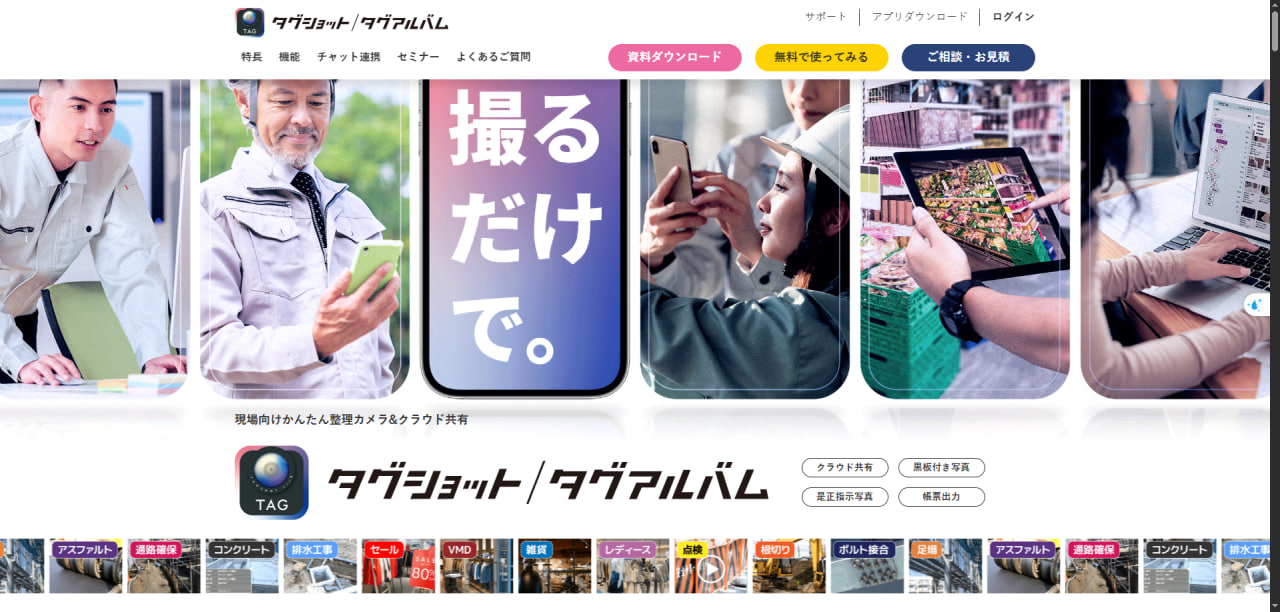 TAG
タグショット/タグアルバム
サポート
アプリダウンロード
ログイン
特長
機能
チャット連携
セミナー
よくあるご質問
資料ダウンロード
無料で使ってみる
ご相談・お見積
撮る
だけ
で。
現場向けかんたん整理カメラ&クラウド共有
TAG
タグショット/タグアルバム
クラウド共有
黒板付き写真
是正指示写真
帳票出力
アスファルト
通路確保
コンクリート
排水工事
セール
SALE
80%
VMD
雑貨
レディース
点検
根切り
ボルト接合
足場
アスファルト
通路確保
コンクリート
排水工事